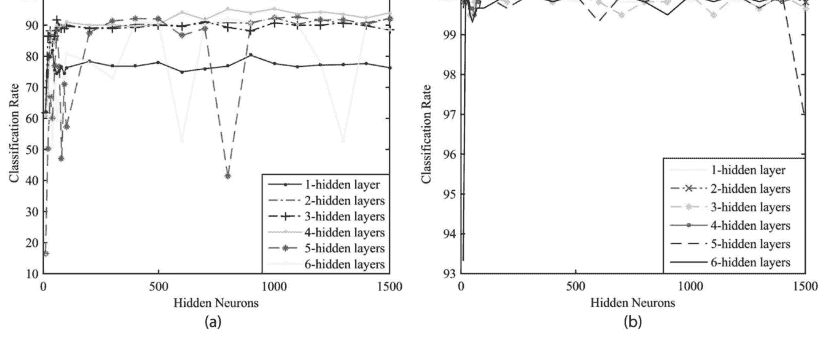 90
80
70
60
50
40
30
20
10
Classification Rate
1-hidden layer
2-hidden layers
3-hidden layers
4-hidden layers
5-hidden layers
6-hidden layers
0
500
1000
1500
Hidden Neurons
(a)
99
98
97
96
95
94
93
Classification Rate
1-hidden layer
2-hidden layers
3-hidden layers
4-hidden layers
5-hidden layers
6-hidden layers
0
500
1000
1500
Hidden Neurons
(b)